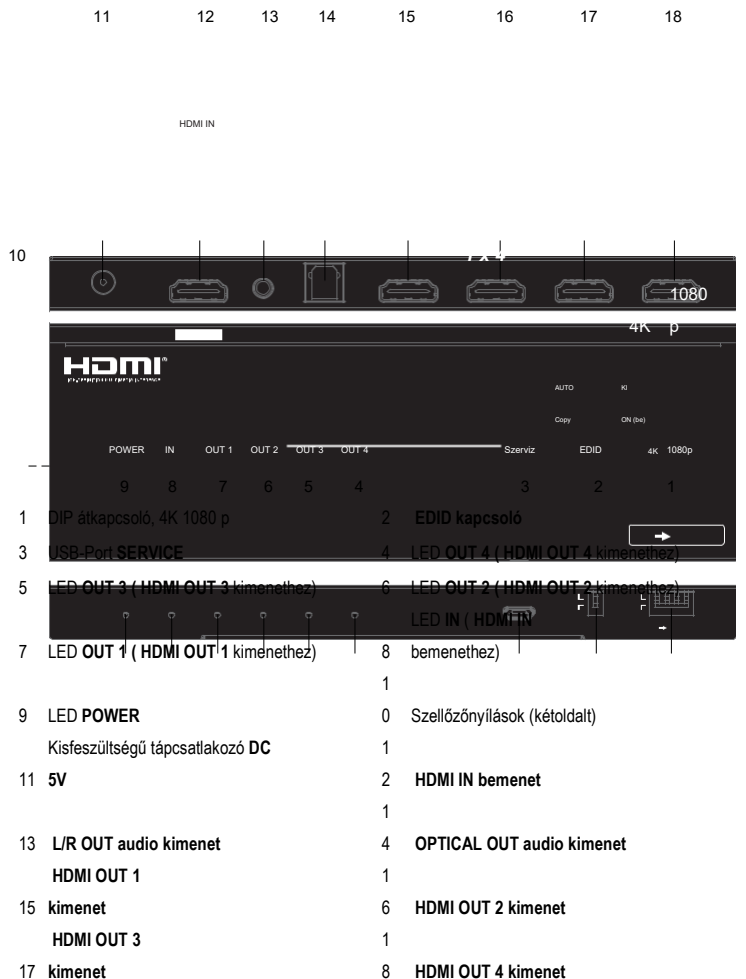 11 12 13 14 15 16 17 18
HDMI IN
10
1 x 4
1080
4K p
HDMI
AUTO KI
Copy ON (be)
POWER IN OUT 1 OUT 2 OUT 3 OUT 4 Szerviz EDID 4K 1080p
9 8 7 6 5 4 3 2 1
1 DIP átkapcsoló, 4K 1080 p 2 EDID kapcsoló
3 USB-Port SERVICE 4 LED OUT 4 ( HDMI OUT 4 kimenethez)
5 LED OUT 3 ( HDMI OUT 3 kimenethez) 6 LED OUT 2 ( HDMI OUT 2 kimenethez)
LED IN ( HDMI IN
7 LED OUT 1 ( HDMI OUT 1 kimenethez) 8 bemenethez)
1
9 LED POWER 0 Szellőzőnyílások (kétoldalt)
Kisfeszültségű tápcsatlakozó DC 1
11 5V 2 HDMI IN bemenet
1
13 L/R OUT audio kimenet 4 OPTICAL OUT audio kimenet
HDMI OUT 1 1
15 kimenet 6 HDMI OUT 2 kimenet
HDMI OUT 3 1
17 kimenet 8 HDMI OUT 4 kimenet